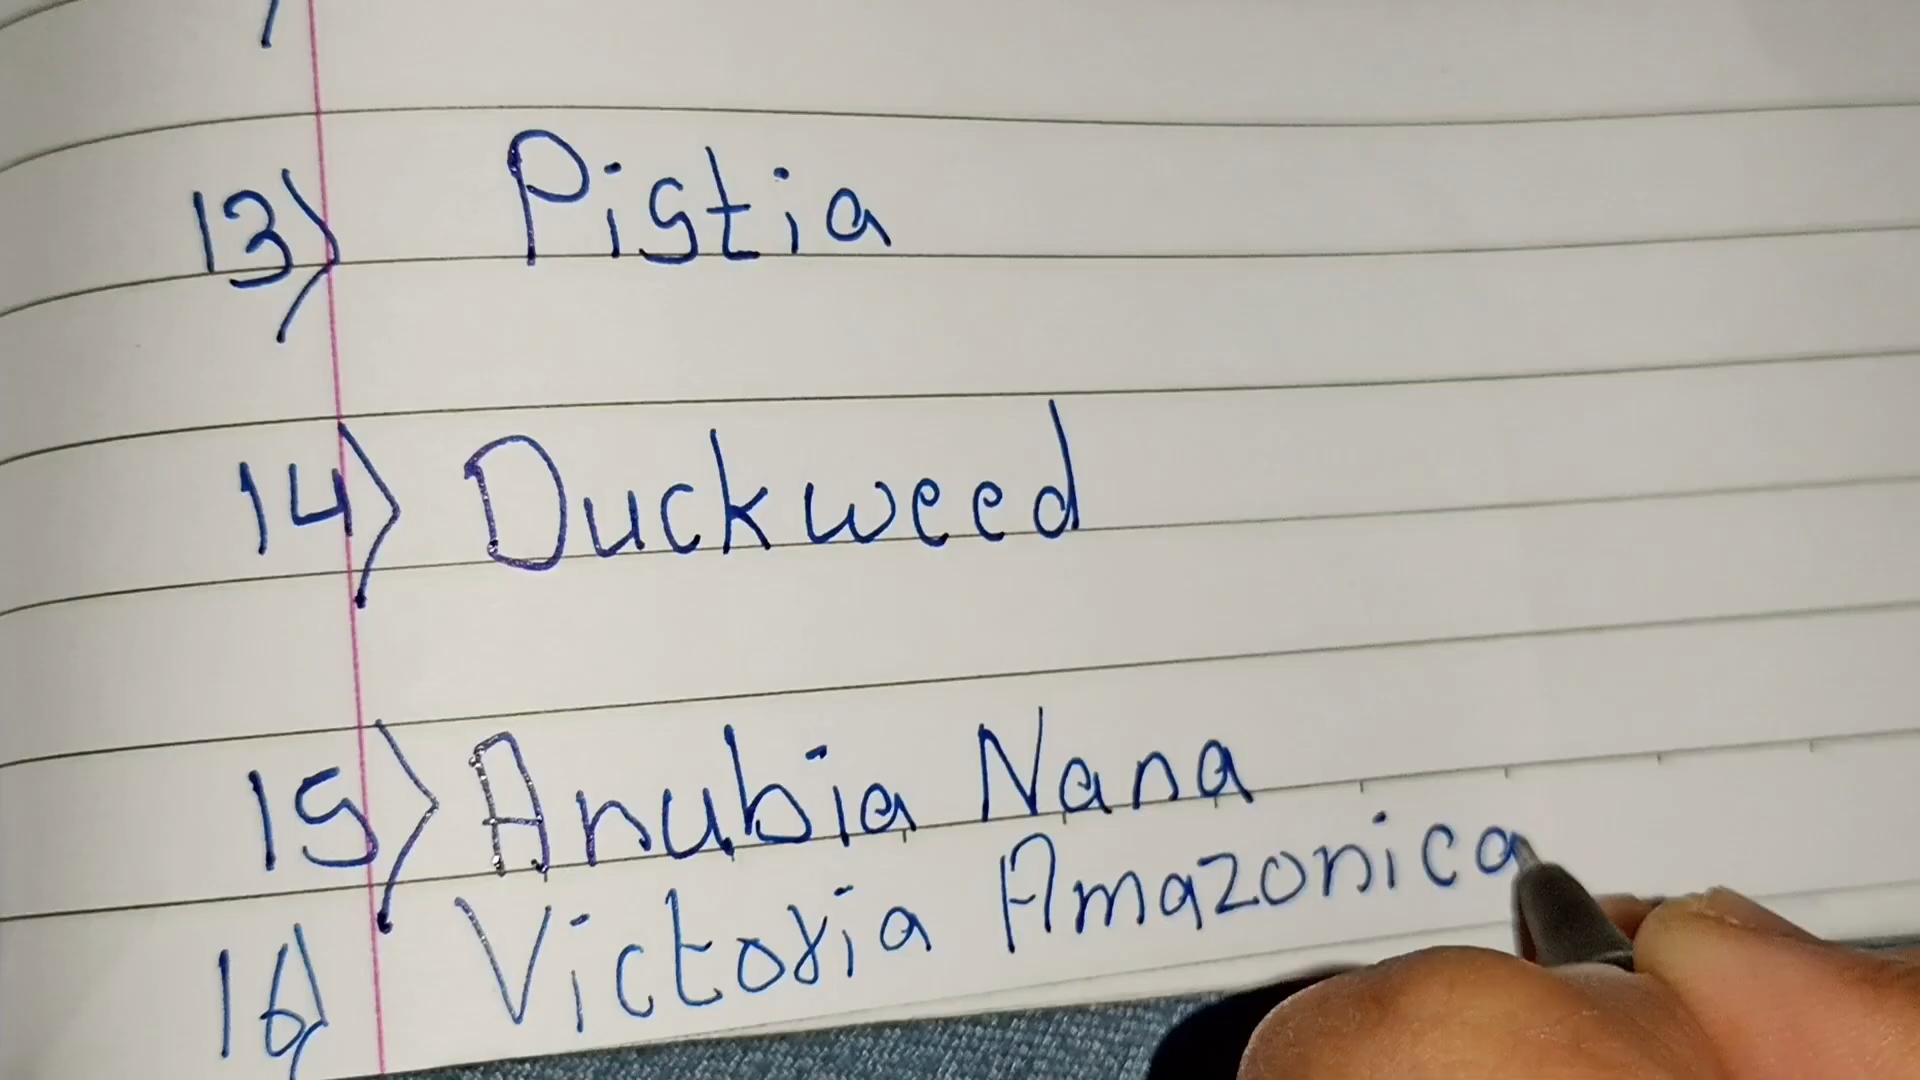 13) Pistia
14) Duckweed
15) Anubia Nana
16) Victoria Amazonica